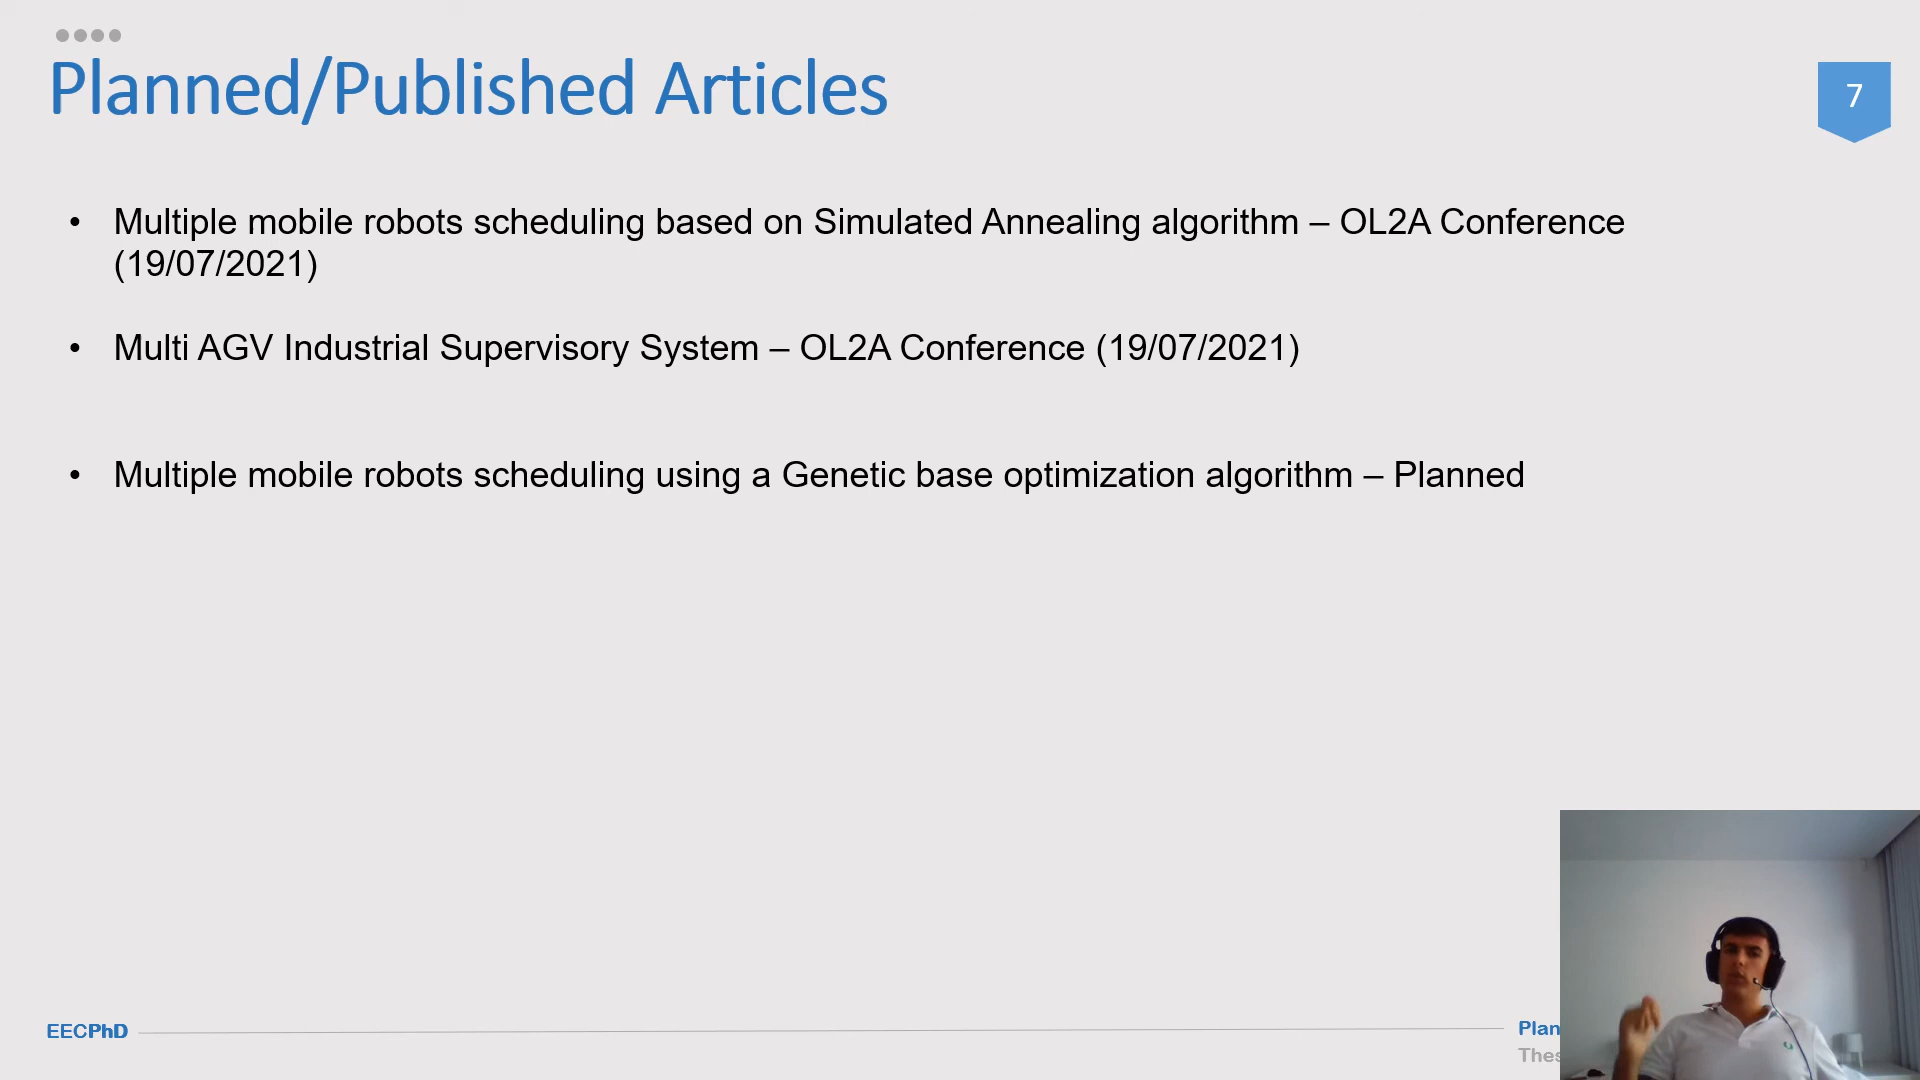 Planned/Published Articles
7
• Multiple mobile robots scheduling based on Simulated Annealing algorithm – OL2A Conference
(19/07/2021)
• Multi AGV Industrial Supervisory System – OL2A Conference (19/07/2021)
• Multiple mobile robots scheduling using a Genetic base optimization algorithm – Planned
EECPhD
Plan
Thes